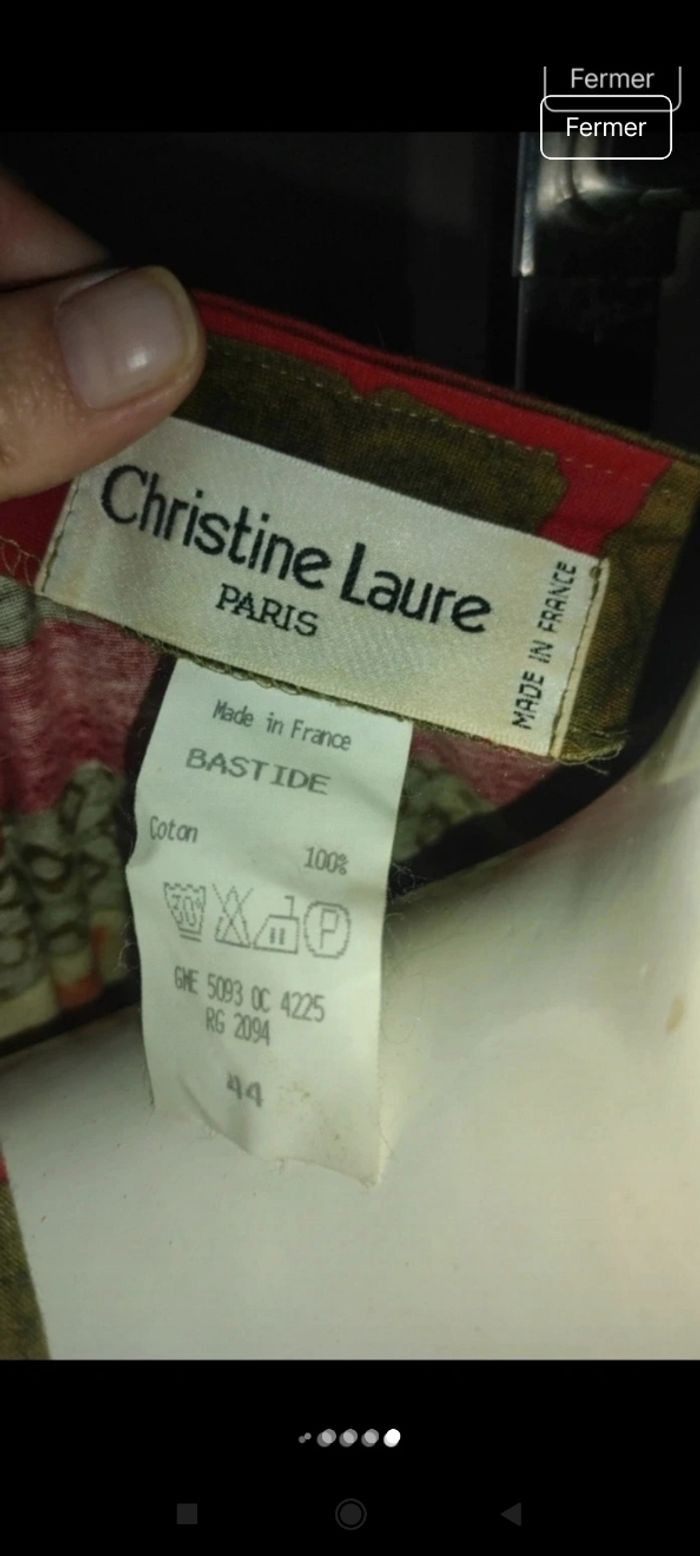 Fermer
Fermer
Christine Laure
PARIS
MADE IN FRANCE
Made in France
BASTIDE
Coton
100%
30°
P
GME 5093 OC 4225
RG 2094
44